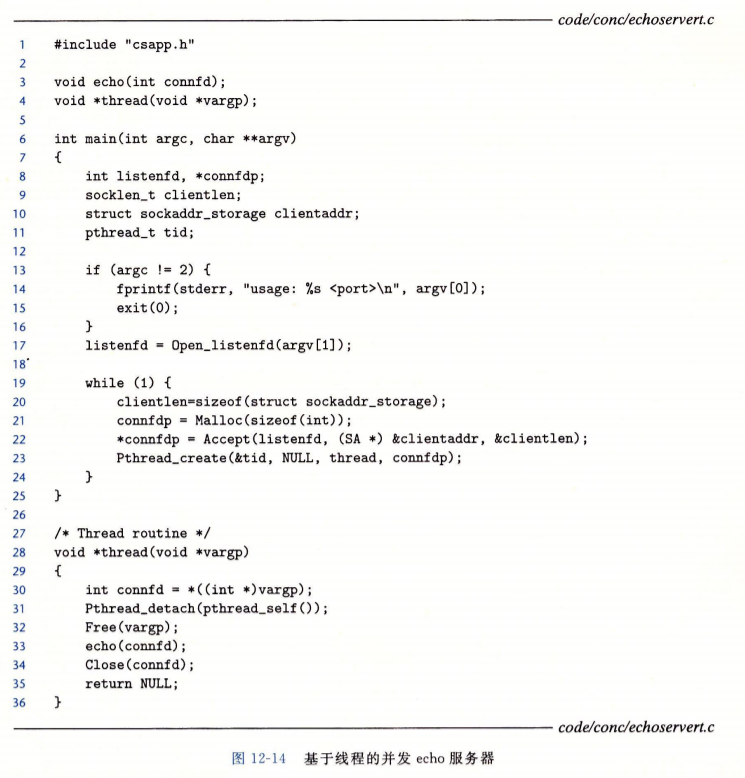 code/conc/echoservert.c
1 #include "csapp.h"
2
3 void echo(int connfd);
4 void *thread(void *vargp);
5
6 int main(int argc, char **argv)
7 {
8     int listenfd, *connfdp;
9     socklen_t clientlen;
10     struct sockaddr_storage clientaddr;
11     pthread_t tid;
12
13     if (argc != 2) {
14         fprintf(stderr, "usage: %s <port>\n", argv[0]);
15         exit(0);
16     }
17     listenfd = Open_listenfd(argv[1]);
18
19     while (1) {
20         clientlen=sizeof(struct sockaddr_storage);
21         connfdp = Malloc(sizeof(int));
22         *connfdp = Accept(listenfd, (SA *) &clientaddr, &clientlen);
23         Pthread_create(&tid, NULL, thread, connfdp);
24     }
25 }
26
27 /* Thread routine */
28 void *thread(void *vargp)
29 {
30     int connfd = *((int *)vargp);
31     Pthread_detach(pthread_self());
32     Free(vargp);
33     echo(connfd);
34     Close(connfd);
35     return NULL;
36 }
code/conc/echoservert.c
图 12-14 基于线程的并发 echo 服务器